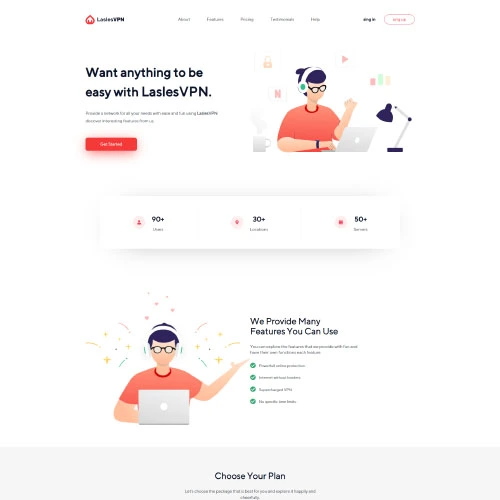 LaslesVPN
About
Features
Pricing
Testimonials
Help
Sign In
Sign Up
Want anything to be
easy with LaslesVPN.
Provide a network for all your needs with ease and fun using LaslesVPN
discover interesting features from us.
Get Started
90+
Users
30+
Locations
50+
Servers
We Provide Many
Features You Can Use
You can explore the features that we provide with fun and
have their own functions each feature.
Powerfull online protection.
Internet without borders.
Supercharged VPN
No specific time limits.
Choose Your Plan
Let's choose the package that is best for you and explore it happily and
cheerfully.